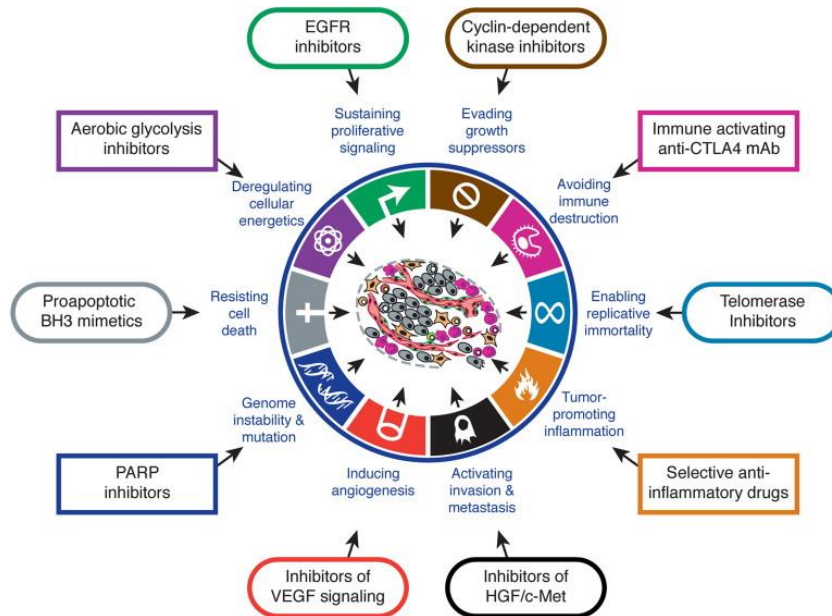 EGFR
inhibitors
Cyclin-dependent
kinase inhibitors
Sustaining
proliferative
signaling
Evading
growth
suppressors
Aerobic glycolysis
inhibitors
Immune activating
anti-CTLA4 mAb
Deregulating
cellular
energetics
Avoiding
immune
destruction
Proapoptotic
BH3 mimetics
Resisting
cell
death
Enabling
replicative
immortality
Telomerase
Inhibitors
Genome
instability &
mutation
Tumor-
promoting
inflammation
PARP
inhibitors
Inducing
angiogenesis
Activating
invasion &
metastasis
Selective anti-
inflammatory drugs
Inhibitors of
VEGF signaling
Inhibitors of
HGF/c-Met